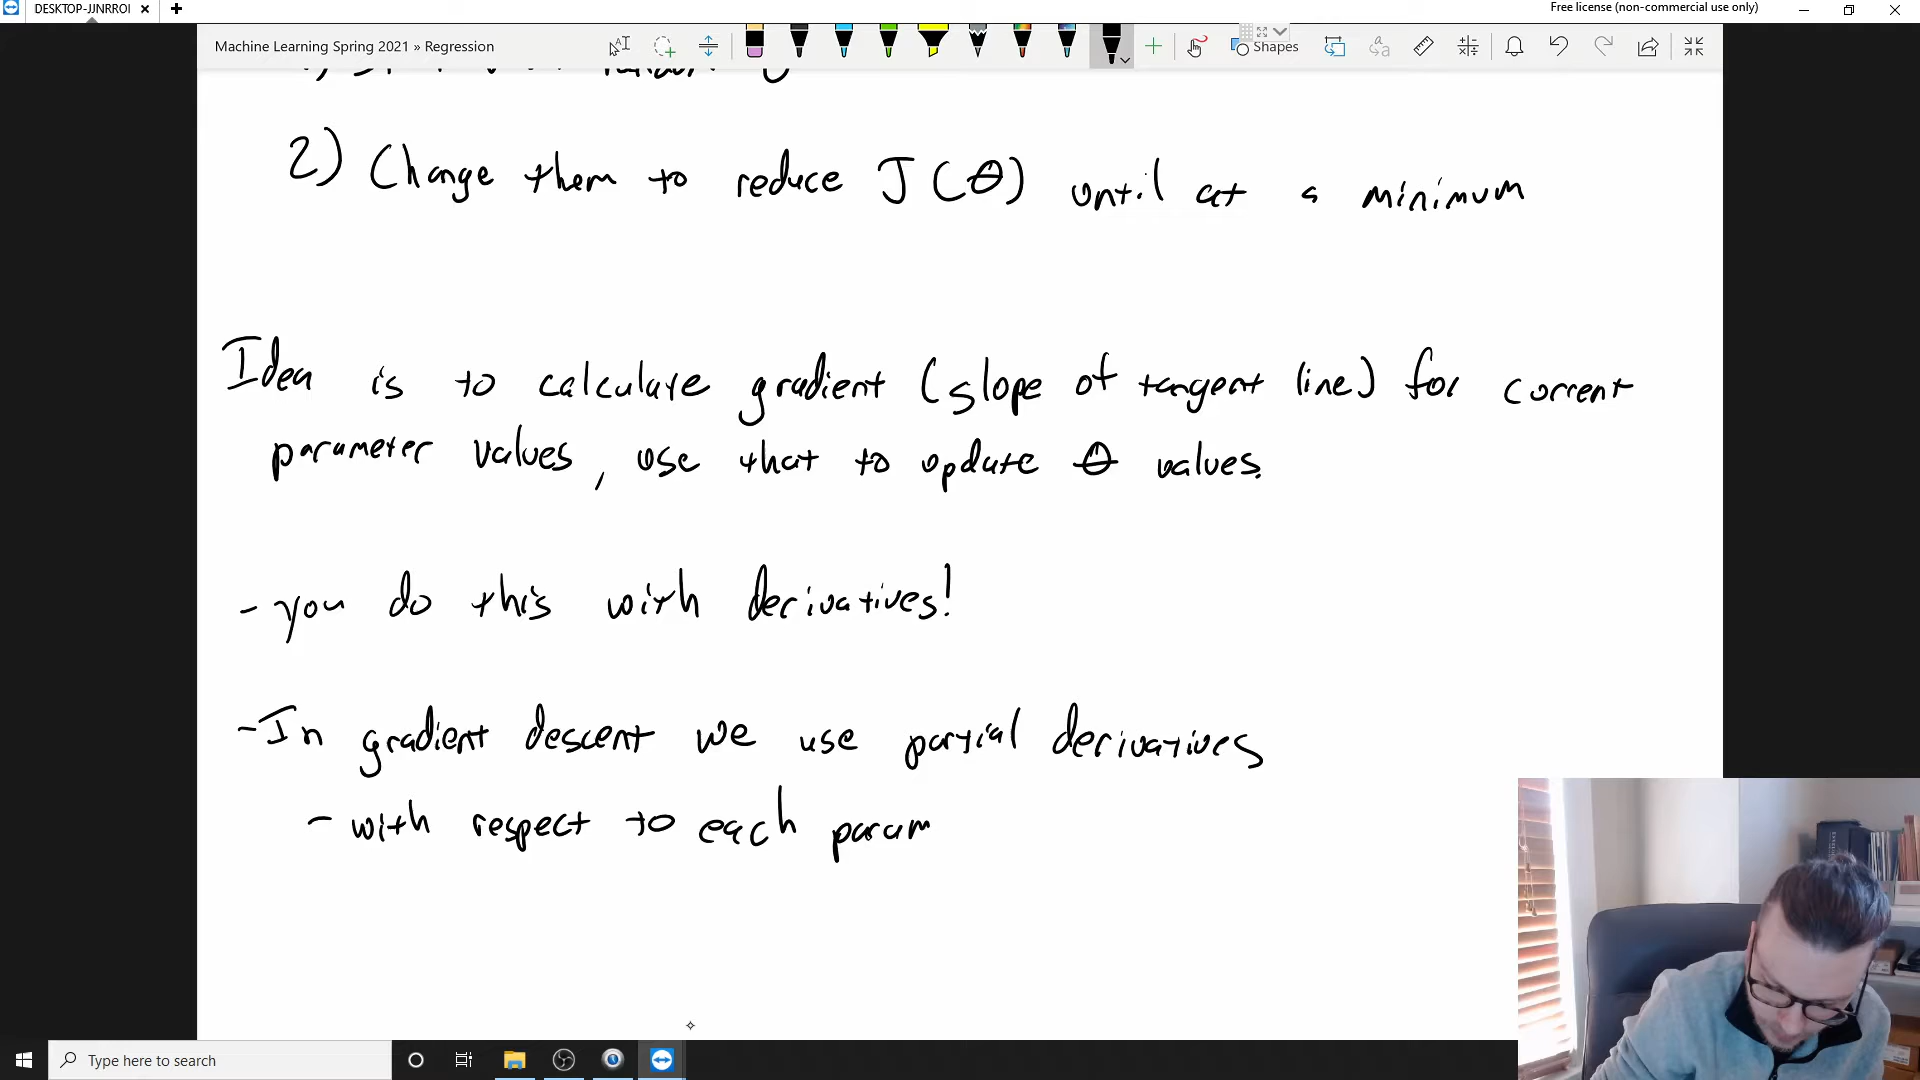 DESKTOP-JJNRROI
Free license (non-commercial use only)
Machine Learning Spring 2021 » Regression
Shapes
2) Change them to reduce J(θ) until at a minimum
Idea is to calculate gradient (slope of tangent line) for current
parameter values, use that to update θ values.
- you do this with derivatives!
- In gradient descent we use partial derivatives
- with respect to each param
Type here to search